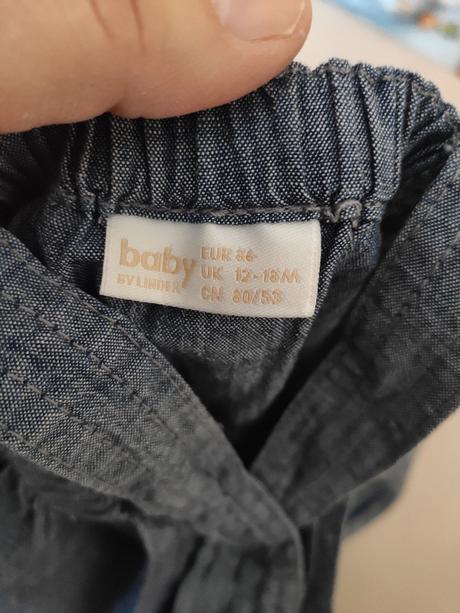 baby
BY LINDEX
EUR 86
UK 12-18M
CN 80/53